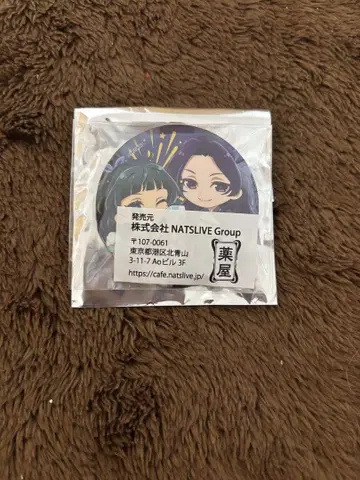 発売元
株式会社 NATSLIVE Group
〒107-0061
東京都港区北青山
3-11-7 Aoビル 3F
https://cafe.natslive.jp/
薬屋